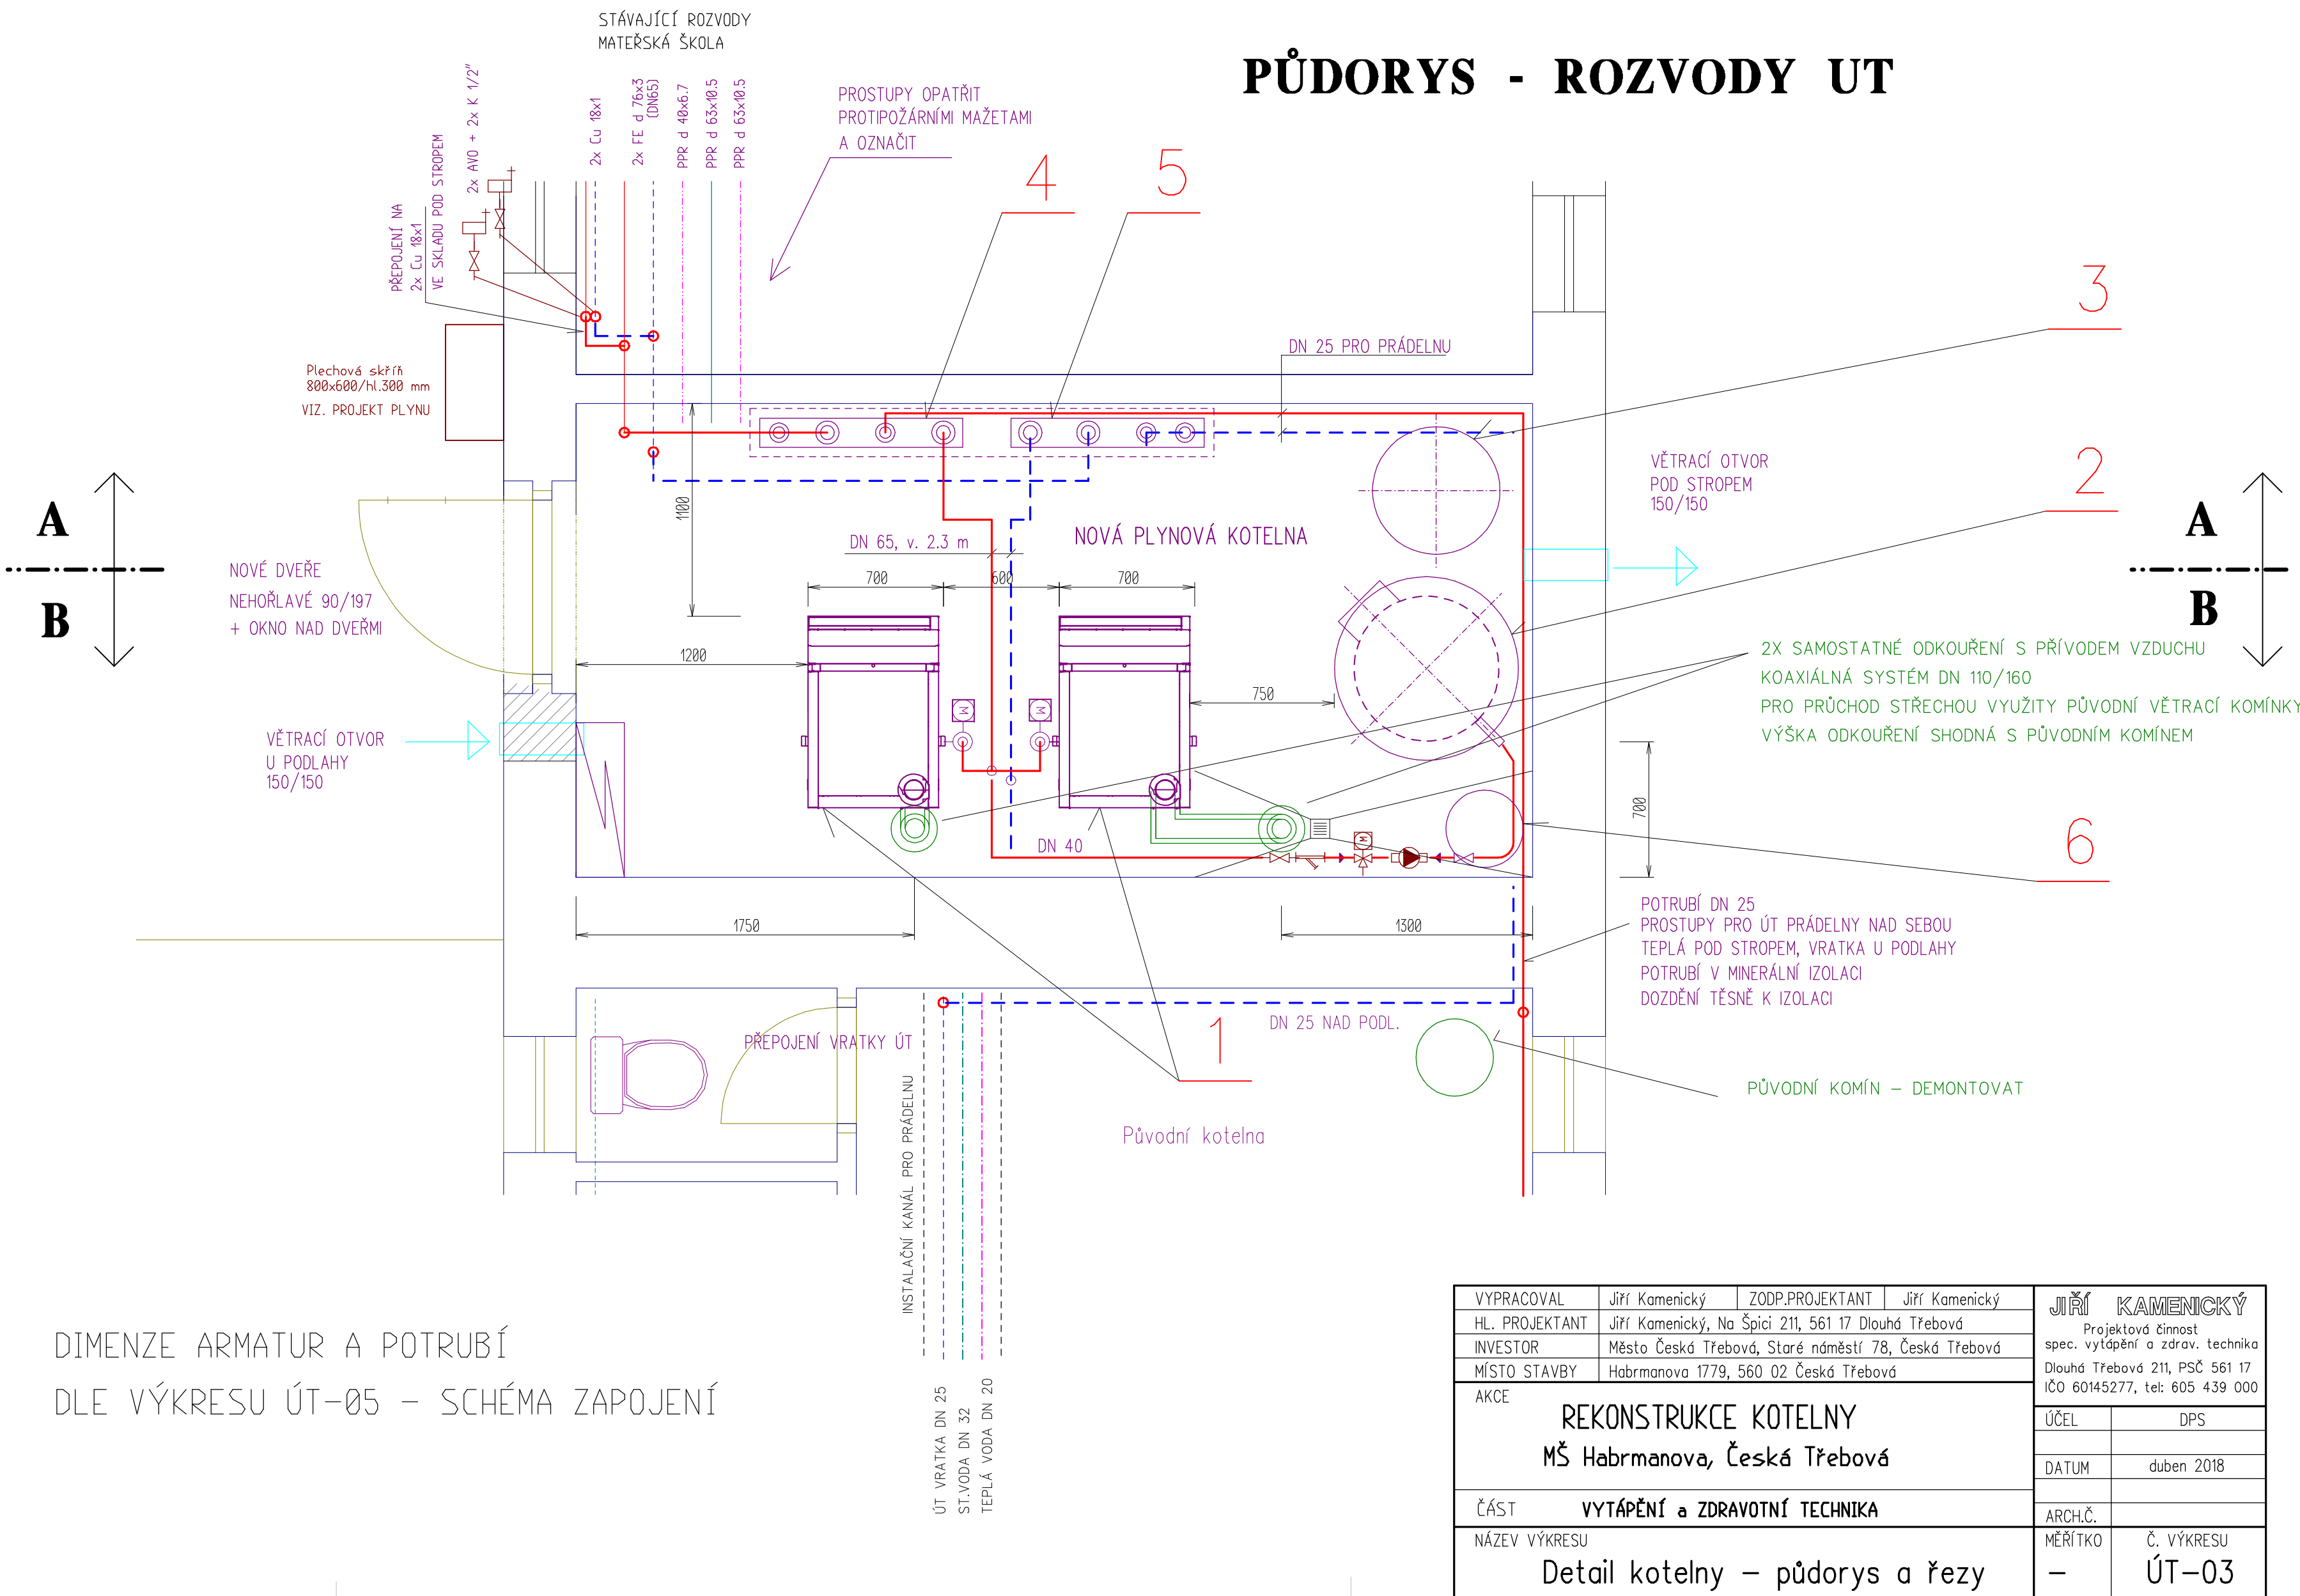 STÁVAJÍCÍ ROZVODY
MATEŘSKÁ ŠKOLA
PŮDORYS - ROZVODY UT
PŘEPOJENÍ NA
2x Cu 18x1
VE SKLADU POD STROPEM
2x AVO + 2x K 1/2"
2x Cu 18x1
2x FE d 76x3
(DN65)
PPR d 40x6.7
PPR d 63x10.5
PPR d 63x10.5
PROSTUPY OPATŘIT
PROTIPOŽÁRNÍMI MAŽETAMI
A OZNAČIT
4
5
3
2
6
1
Plechová skříň
800x600/hl.300 mm
VIZ. PROJEKT PLYNU
DN 25 PRO PRÁDELNU
VĚTRACÍ OTVOR
POD STROPEM
150/150
A
B
A
B
NOVÉ DVEŘE
NEHOŘLAVÉ 90/197
+ OKNO NAD DVEŘMI
1100
DN 65, v. 2.3 m
NOVÁ PLYNOVÁ KOTELNA
700
600
700
1200
750
M
M
M
2X SAMOSTATNÉ ODKOUŘENÍ S PŘÍVODEM VZDUCHU
KOAXIÁLNÁ SYSTÉM DN 110/160
PRO PRŮCHOD STŘECHOU VYUŽITY PŮVODNÍ VĚTRACÍ KOMÍNKY
VÝŠKA ODKOUŘENÍ SHODNÁ S PŮVODNÍM KOMÍNEM
VĚTRACÍ OTVOR
U PODLAHY
150/150
DN 40
700
1750
1300
POTRUBÍ DN 25
PROSTUPY PRO ÚT PRÁDELNY NAD SEBOU
TEPLÁ POD STROPEM, VRATKA U PODLAHY
POTRUBÍ V MINERÁLNÍ IZOLACI
DOZDĚNÍ TĚSNĚ K IZOLACI
DN 25 NAD PODL.
PŘEPOJENÍ VRATKY ÚT
PŮVODNÍ KOMÍN – DEMONTOVAT
Původní kotelna
INSTALAČNÍ KANÁL PRO PRÁDELNU
ÚT VRATKA DN 25
ST.VODA DN 32
TEPLÁ VODA DN 20
DIMENZE ARMATUR A POTRUBÍ
DLE VÝKRESU ÚT-05 - SCHÉMA ZAPOJENÍ
VYPRACOVAL Jiří Kamenický ZODP.PROJEKTANT Jiří Kamenický
HL. PROJEKTANT Jiří Kamenický, Na Špici 211, 561 17 Dlouhá Třebová
INVESTOR Město Česká Třebová, Staré náměstí 78, Česká Třebová
MÍSTO STAVBY Habrmanova 1779, 560 02 Česká Třebová
AKCE
REKONSTRUKCE KOTELNY
MŠ Habrmanova, Česká Třebová
ČÁST VYTÁPĚNÍ a ZDRAVOTNÍ TECHNIKA
NÁZEV VÝKRESU
Detail kotelny – půdorys a řezy
JIŘÍ KAMENICKÝ
Projektová činnost
spec. vytápění a zdrav. technika
Dlouhá Třebová 211, PSČ 561 17
IČO 60145277, tel: 605 439 000
ÚČEL DPS
DATUM duben 2018
ARCH.Č.
MĚŘÍTKO Č. VÝKRESU
– ÚT-03